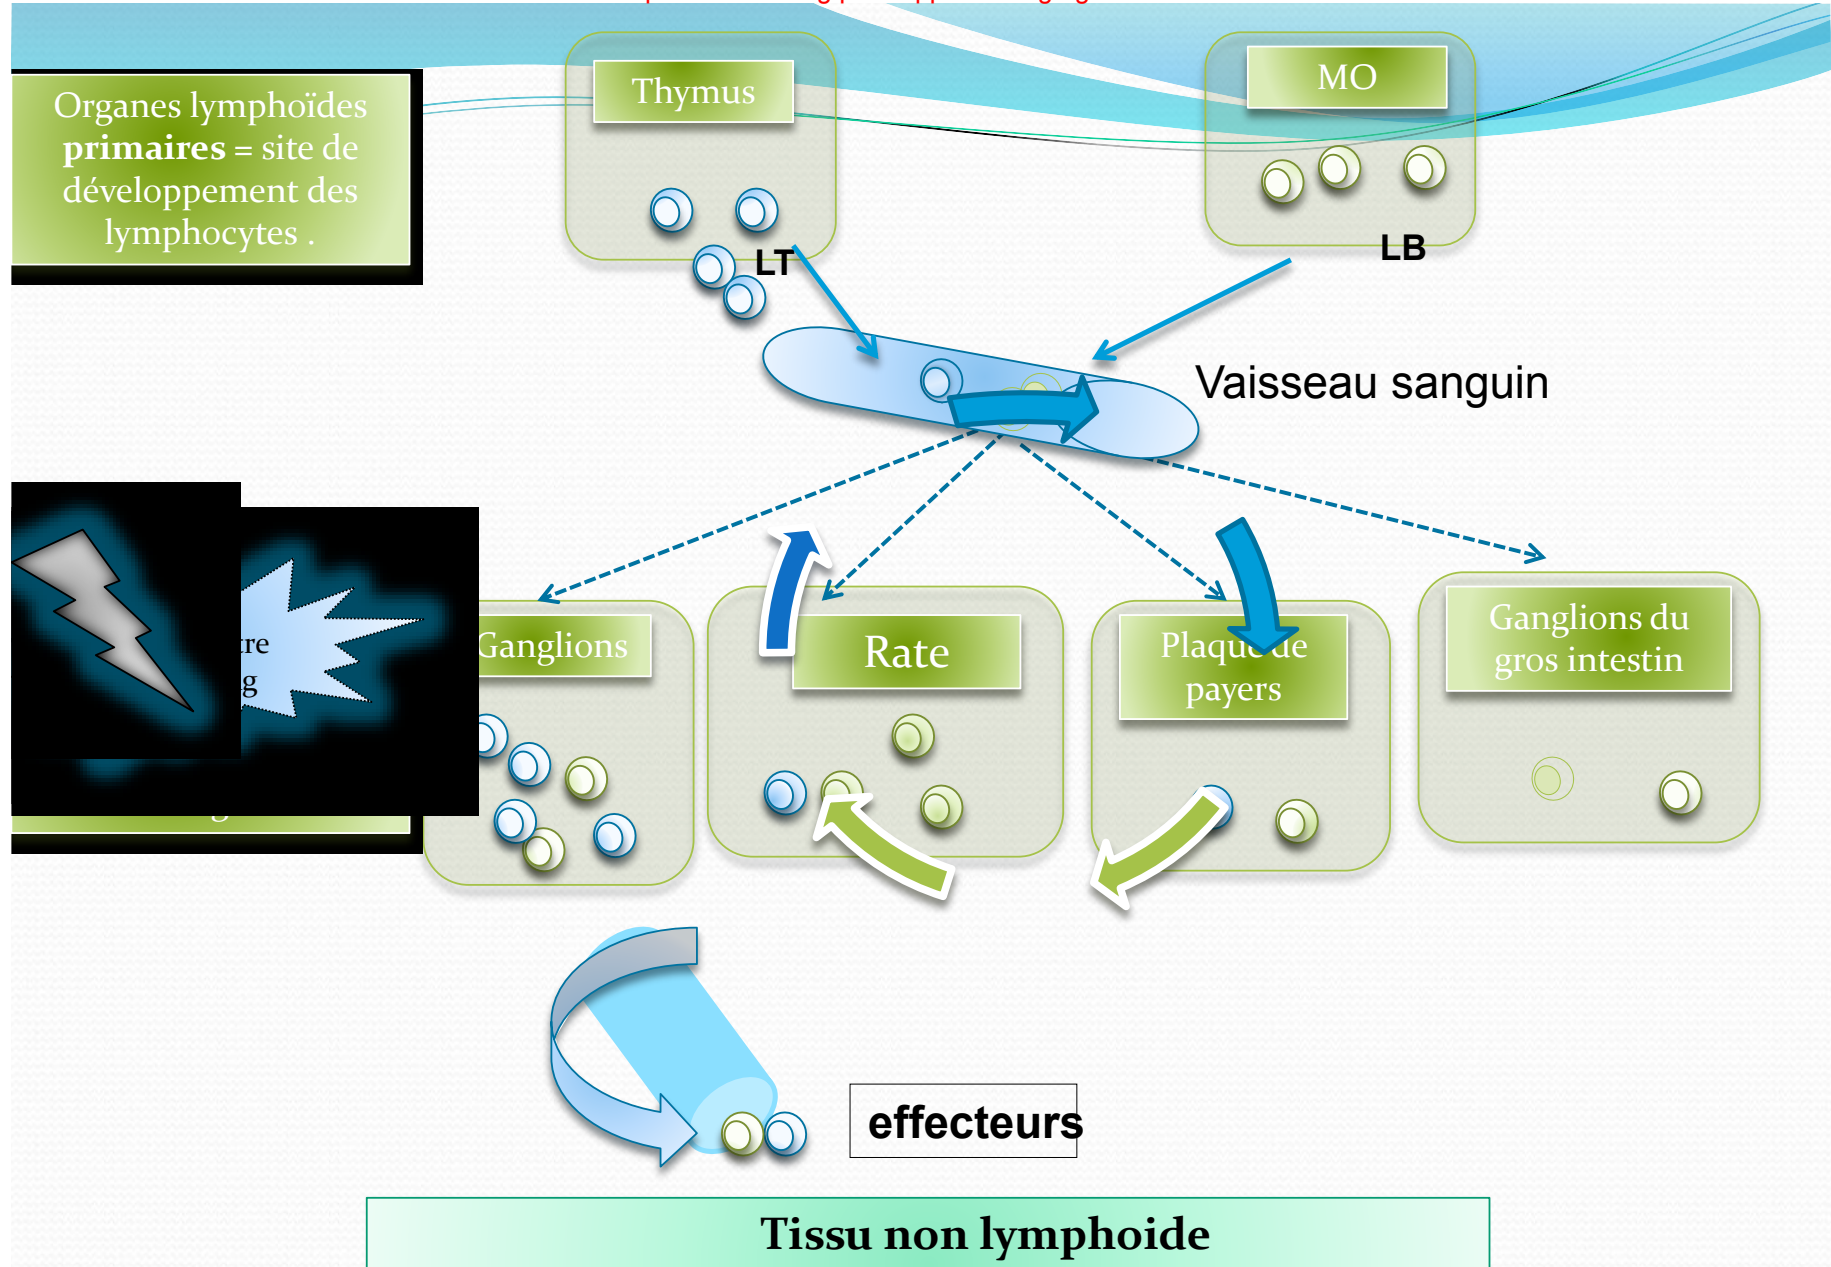 Thymus
MO
Organes lymphoïdes
primaires = site de
développement des
lymphocytes .
LT
LB
Vaisseau sanguin
Ganglions
Rate
Plaque de
payers
Ganglions du
gros intestin
effecteurs
Tissu non lymphoide